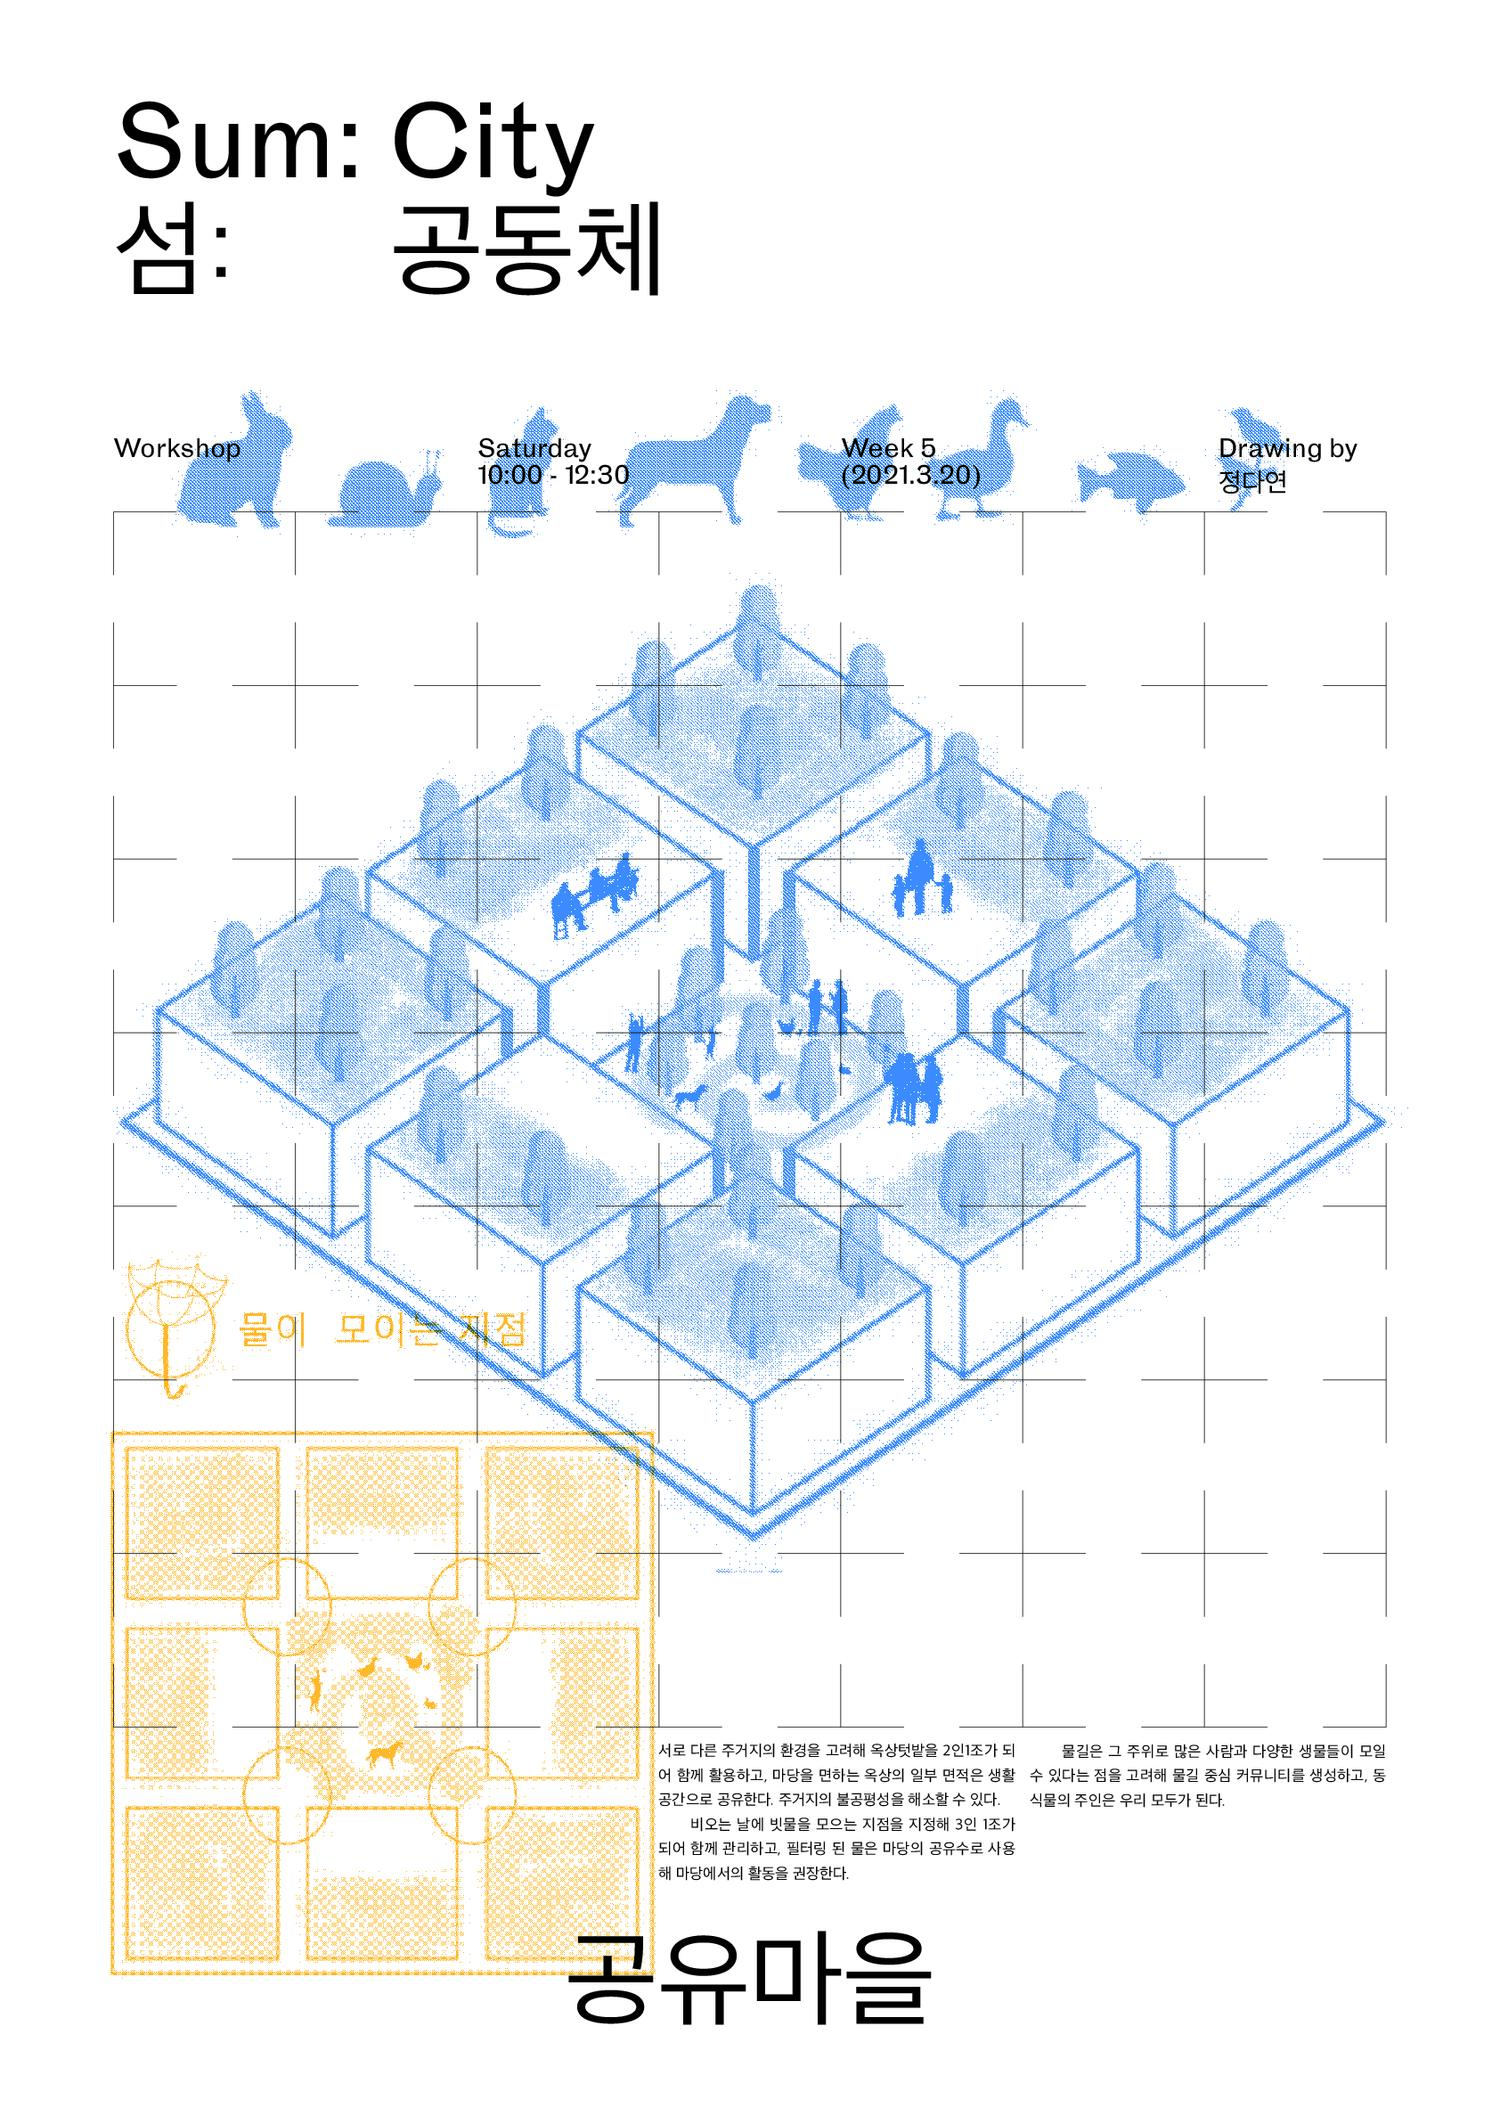 Sum: City
섬: 공동체
Workshop
Saturday
10:00 - 12:30
Week 5
(2021.3.20)
Drawing by
정다연
물이 모이는 지점
서로 다른 주거지의 환경을 고려해 옥상텃밭을 2인1조가 되
어 함께 활용하고, 마당을 면하는 옥상의 일부 면적은 생활
공간으로 공유한다. 주거지의 불공평성을 해소할 수 있다.
비오는 날에 빗물을 모으는 지점을 지정해 3인 1조가
되어 함께 관리하고, 필터링 된 물은 마당의 공유수로 사용
해 마당에서의 활동을 권장한다.
물길은 그 주위로 많은 사람과 다양한 생물들이 모일
수 있다는 점을 고려해 물길 중심 커뮤니티를 생성하고, 동
식물의 주인은 우리 모두가 된다.
공유마을